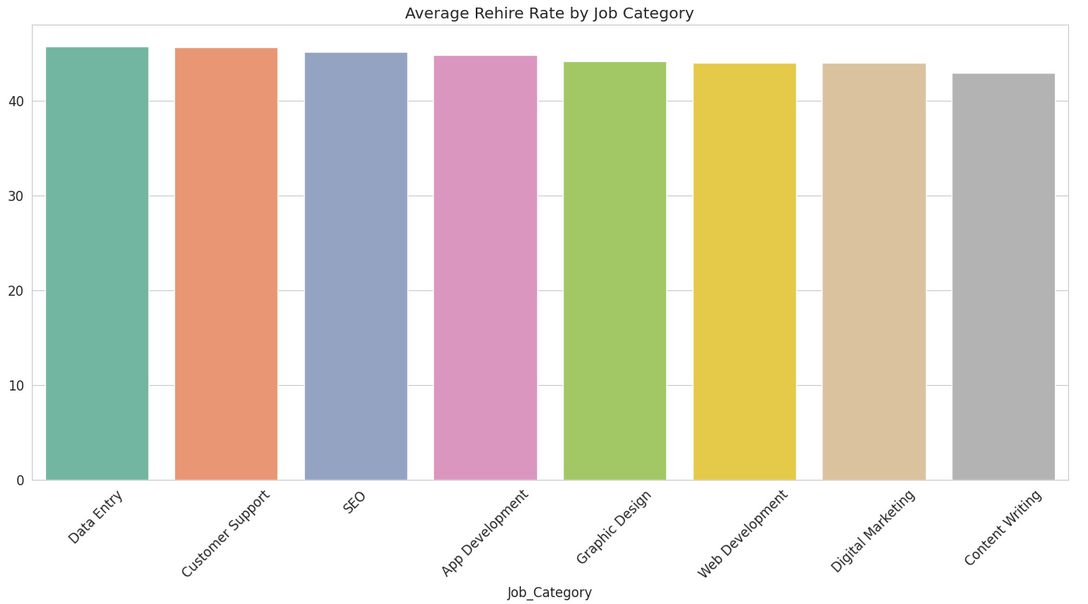 Average Rehire Rate by Job Category
40
30
20
10
0
Data Entry
Customer Support
SEO
App Development
Graphic Design
Web Development
Digital Marketing
Content Writing
Job_Category